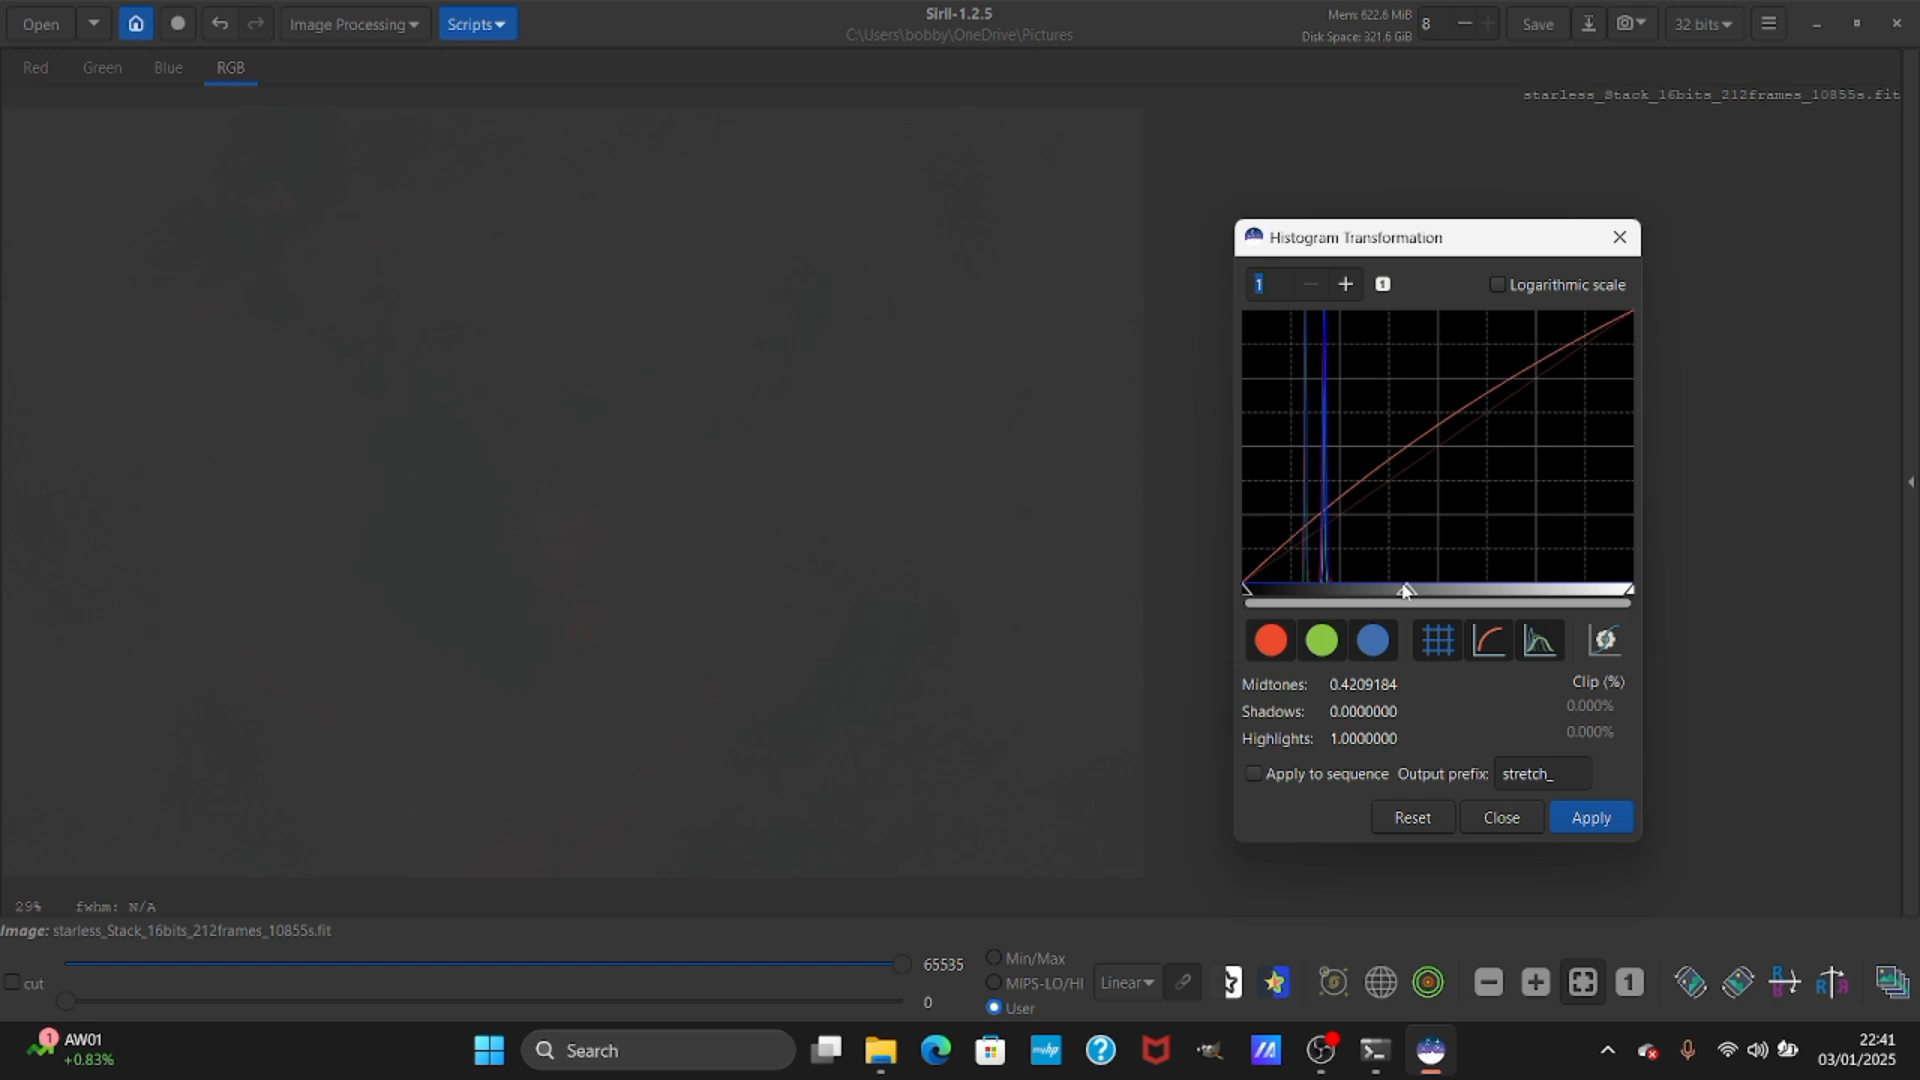 Open
Image Processing
Scripts
Siril-1.2.5
C:\Users\bobby\OneDrive\Pictures
Mem: 622.6 MiB
Disk Space: 321.6 GiB
8
Save
32 bits
Red
Green
Blue
RGB
starless_Stack_16bits_212frames_10855s.fit
Histogram Transformation
1
1
Logarithmic scale
Midtones: 0.4209184
Clip (%)
Shadows: 0.0000000
0.000%
Highlights: 1.0000000
0.000%
Apply to sequence
Output prefix: stretch_
Reset
Close
Apply
29%
fwhm: N/A
Image: starless_Stack_16bits_212frames_10855s.fit
cut
65535
0
Min/Max
MIPS-LO/HI
User
Linear
1
AW01
+0.83%
1
Search
myhp
22:41
03/01/2025